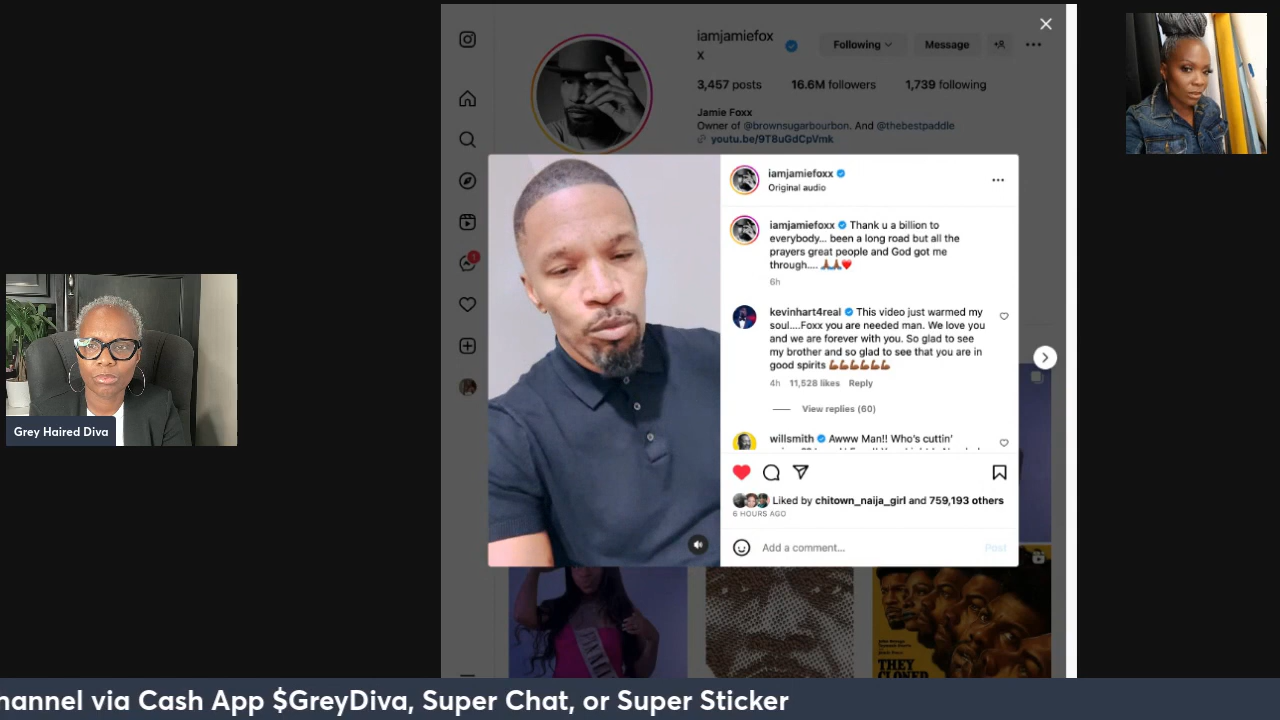 iamjamiefox
x
Following
Message
3,457 posts
16.6M followers
1,739 following
Jamie Foxx
Owner of @brownsugarbourbon. And @thebestpaddle
youtu.be/9T8uGdCpVmk
iamjamiefoxx
Original audio
iamjamiefoxx Thank u a billion to
everybody... been a long road but all the
prayers great people and God got me
through.... 🙏🏾🙏🏾❤️
6h
kevinhart4real This video just warmed my
soul....Foxx you are needed man. We love you
and we are forever with you. So glad to see
my brother and so glad to see that you are in
good spirits 💪🏾💪🏾💪🏾💪🏾💪🏾💪🏾
4h 11,528 likes Reply
View replies (60)
willsmith Awww Man!! Who's cuttin'
Liked by chitown_naija_girl and 759,193 others
6 HOURS AGO
Add a comment...
Post
1
Grey Haired Diva
THEY
CLONED
hannel via Cash App $GreyDiva, Super Chat, or Super Sticker